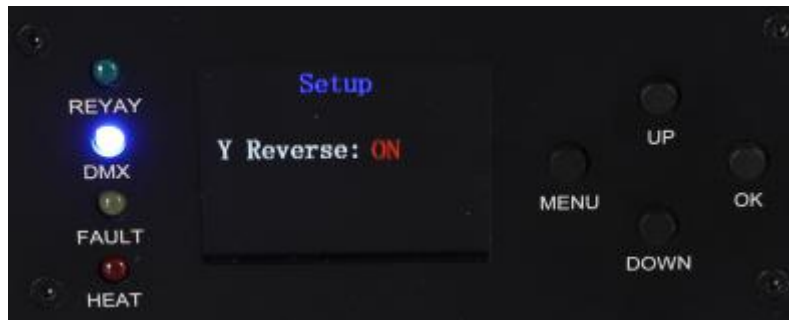 REYAY
DMX
FAULT
HEAT
Setup
Y Reverse: ON
MENU
UP
DOWN
OK